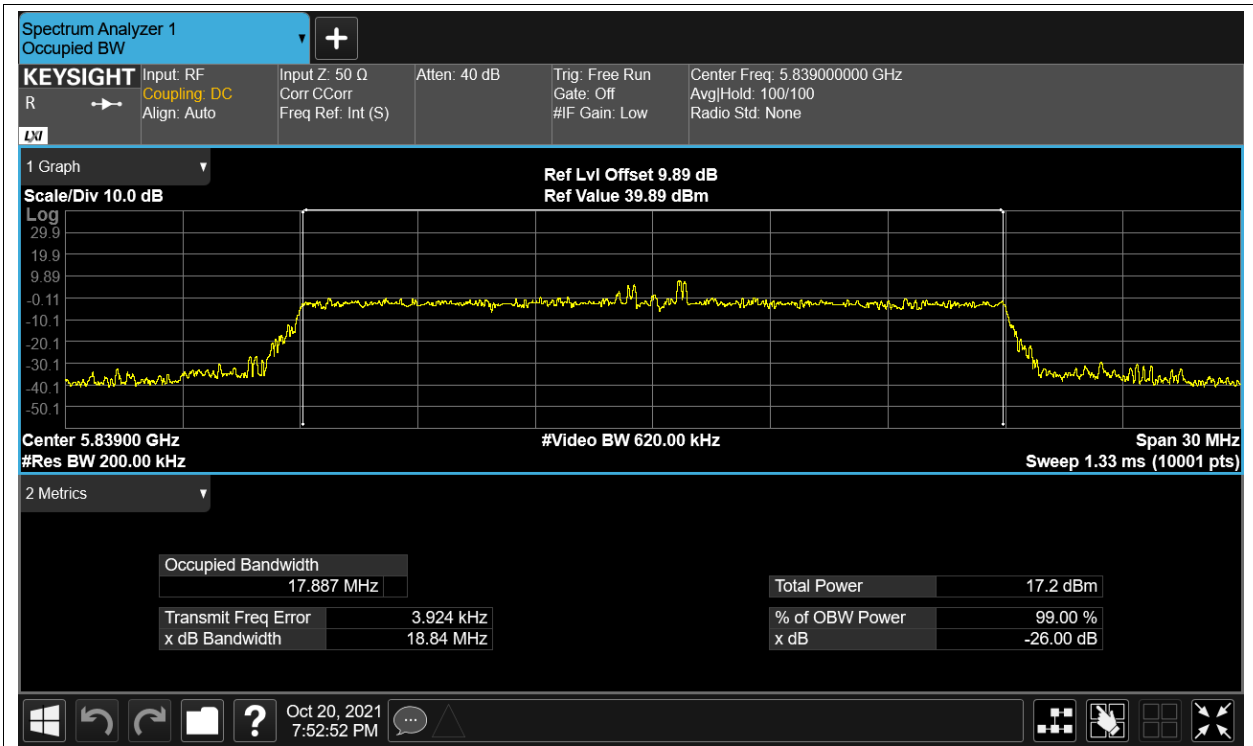 Spectrum Analyzer 1
Occupied BW
KEYSIGHT
R
LXI
Input: RF
Coupling: DC
Align: Auto
Input Z: 50 Ω
Corr CCorr
Freq Ref: Int (S)
Atten: 40 dB
Trig: Free Run
Gate: Off
#IF Gain: Low
Center Freq: 5.839000000 GHz
Avg|Hold: 100/100
Radio Std: None
1 Graph
Scale/Div 10.0 dB
Ref Lvl Offset 9.89 dB
Ref Value 39.89 dBm
Log
29.9
19.9
9.89
-0.11
-10.1
-20.1
-30.1
-40.1
-50.1
Center 5.83900 GHz
#Res BW 200.00 kHz
#Video BW 620.00 kHz
Span 30 MHz
Sweep 1.33 ms (10001 pts)
2 Metrics
Occupied Bandwidth
17.887 MHz
Transmit Freq Error 3.924 kHz
x dB Bandwidth 18.84 MHz
Total Power 17.2 dBm
% of OBW Power 99.00 %
x dB -26.00 dB
?
Oct 20, 2021
7:52:52 PM